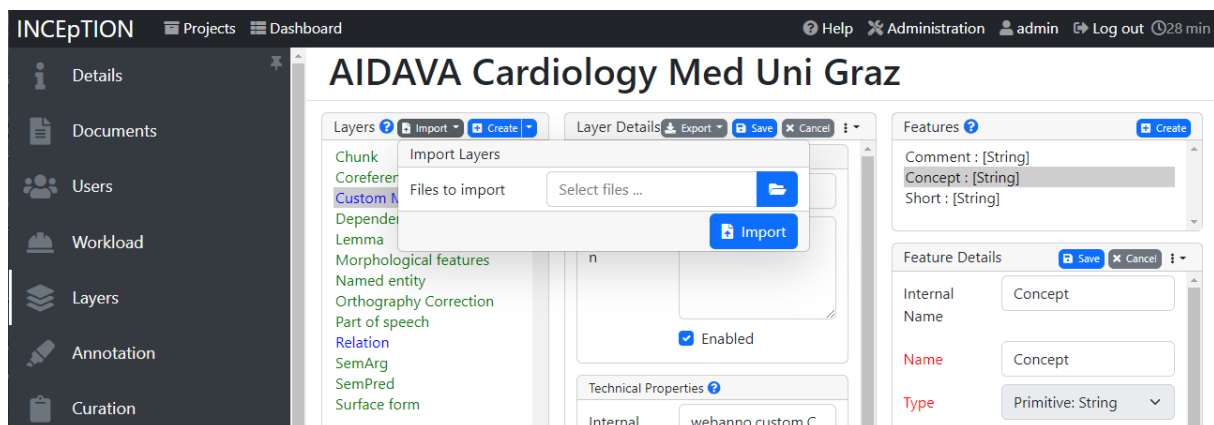 INCEpTION Projects Dashboard Help Administration admin Log out 28 min
Details
Documents
Users
Workload
Layers
Annotation
Curation
AIDAVA Cardiology Med Uni Graz
Layers Import Create
Chunk
Coreferen
Custom M
Depender
Lemma
Morphological features
Named entity
Orthography Correction
Part of speech
Relation
SemArg
SemPred
Surface form
Import Layers
Files to import Select files ...
Import
Layer Details Export Save Cancel
n
Enabled
Technical Properties
Internal webanno.custom.C
Features Create
Comment : [String]
Concept : [String]
Short : [String]
Feature Details Save Cancel
Internal Name Concept
Name Concept
Type Primitive: String